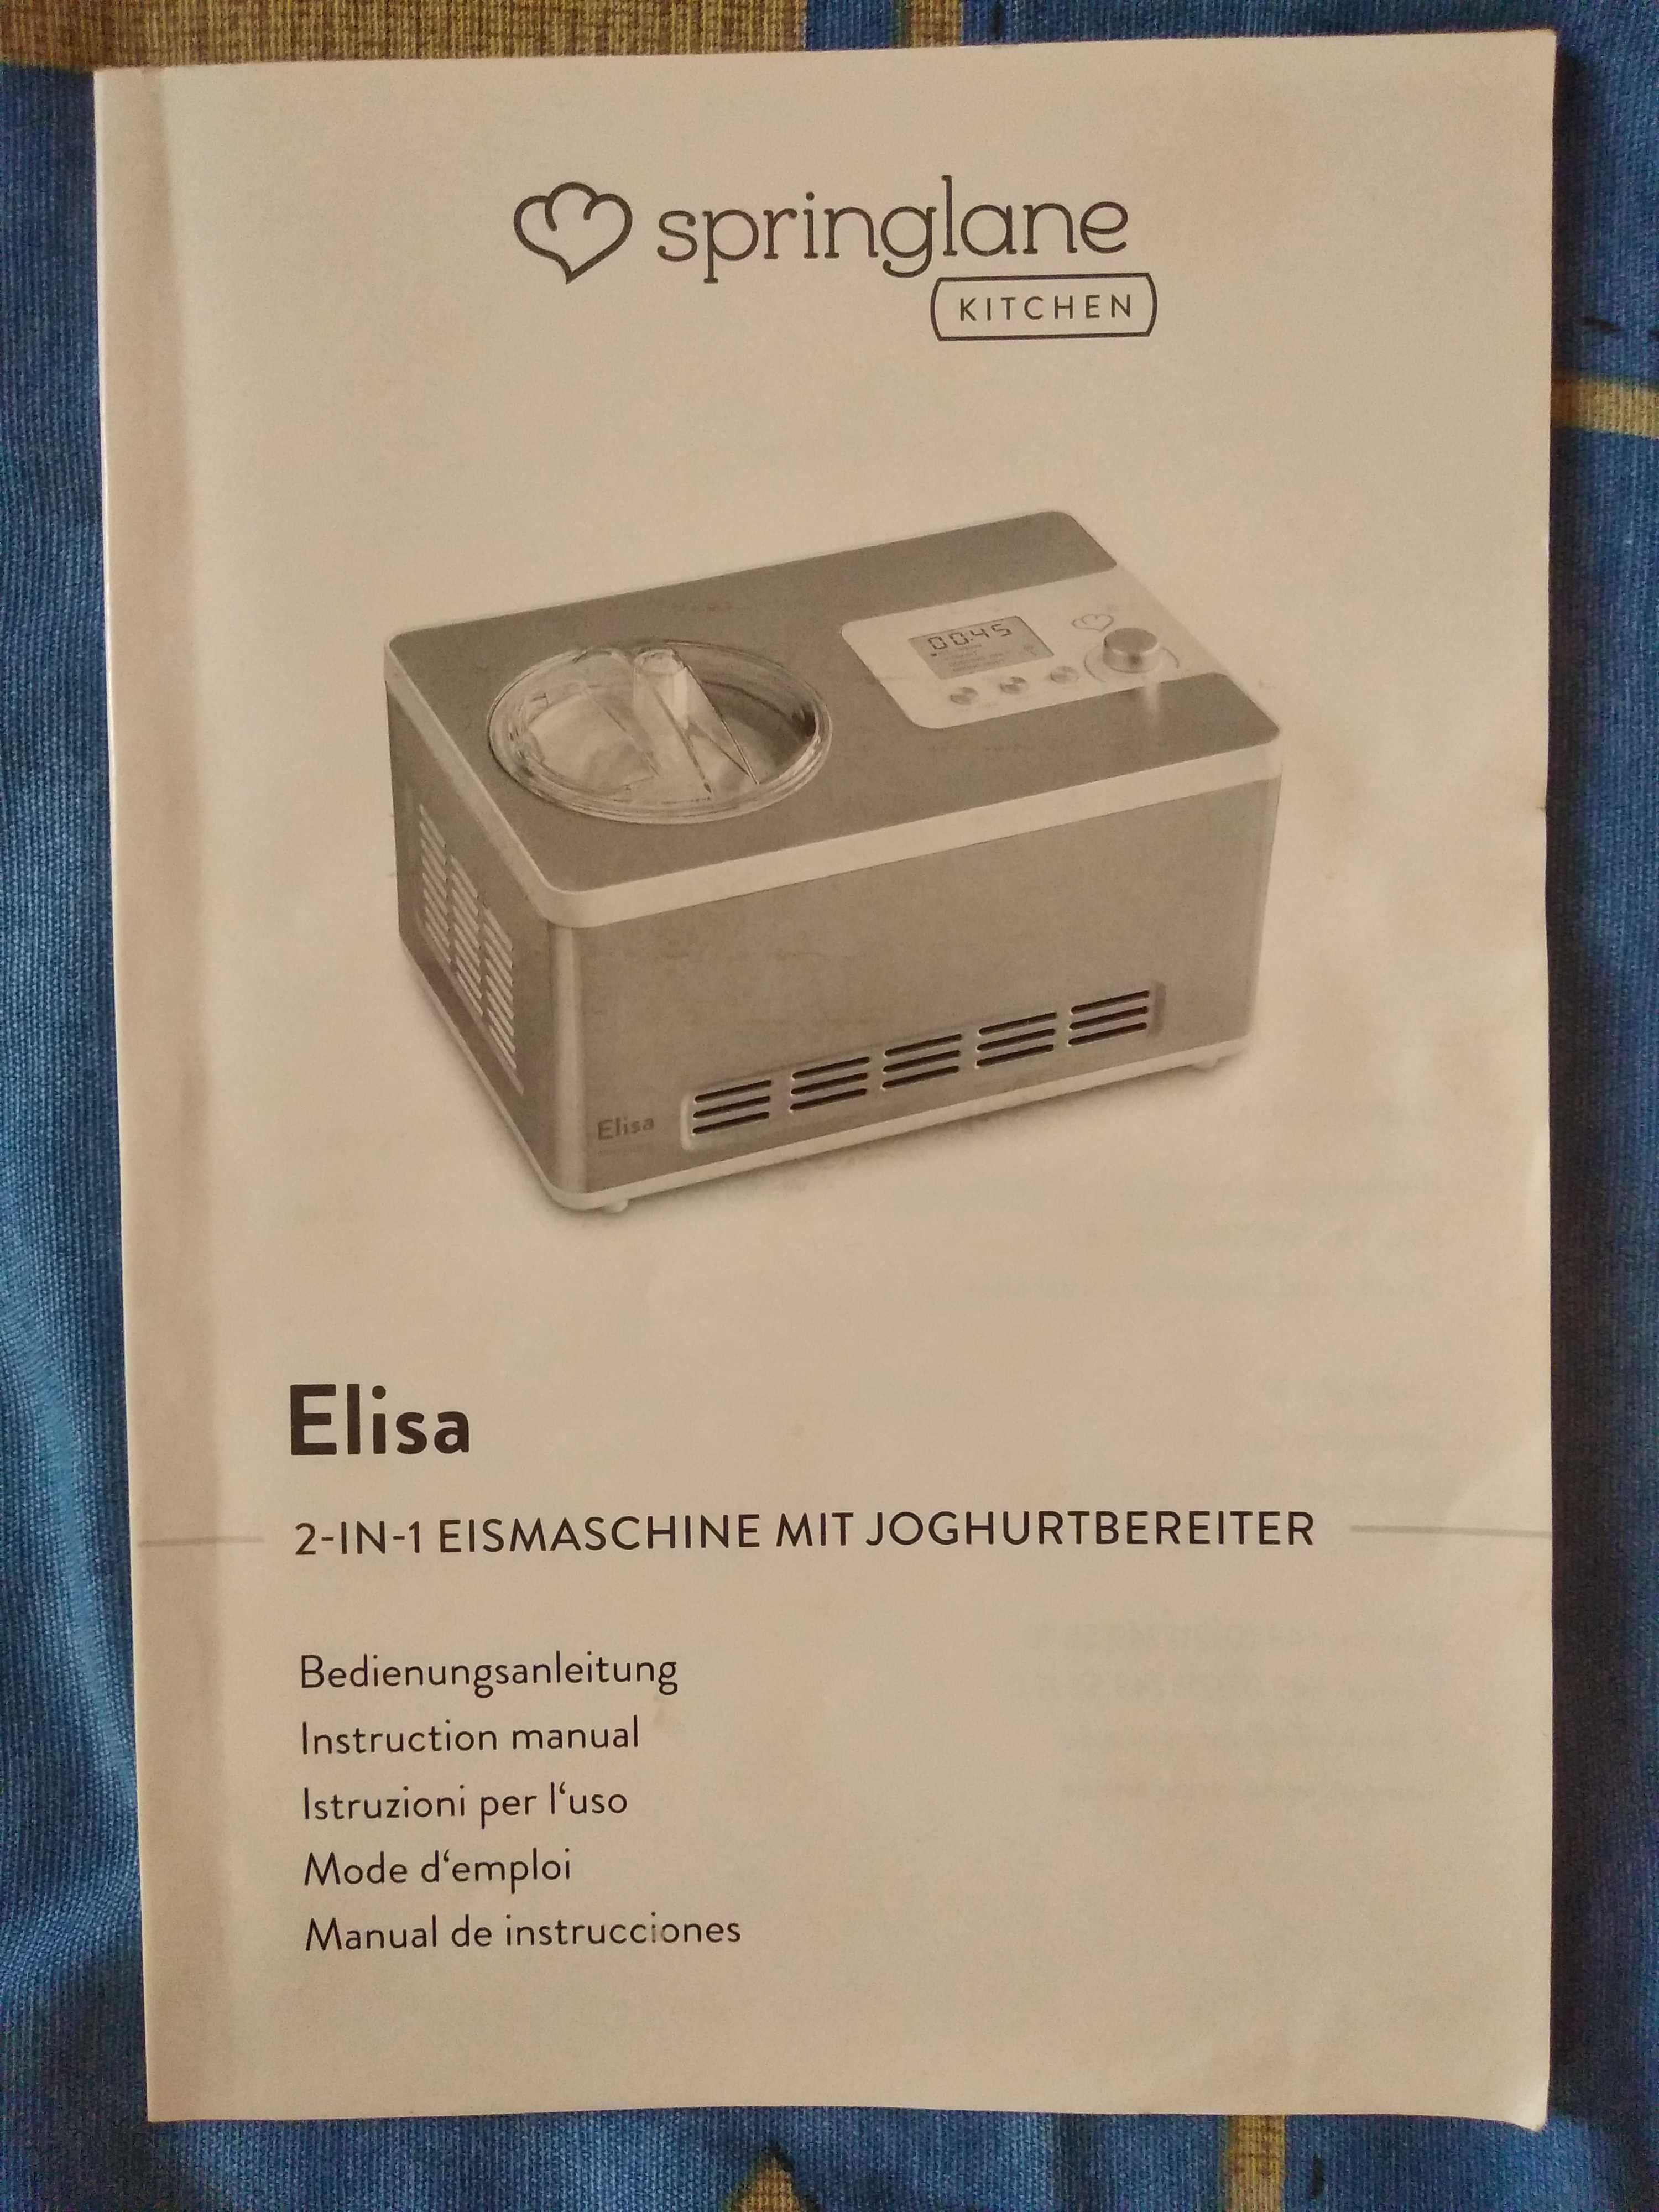 springlane
KITCHEN
00:45
Elisa
Elisa
2-IN-1 EISMASCHINE MIT JOGHURTBEREITER
Bedienungsanleitung
Instruction manual
Istruzioni per l‘uso
Mode d‘emploi
Manual de instrucciones